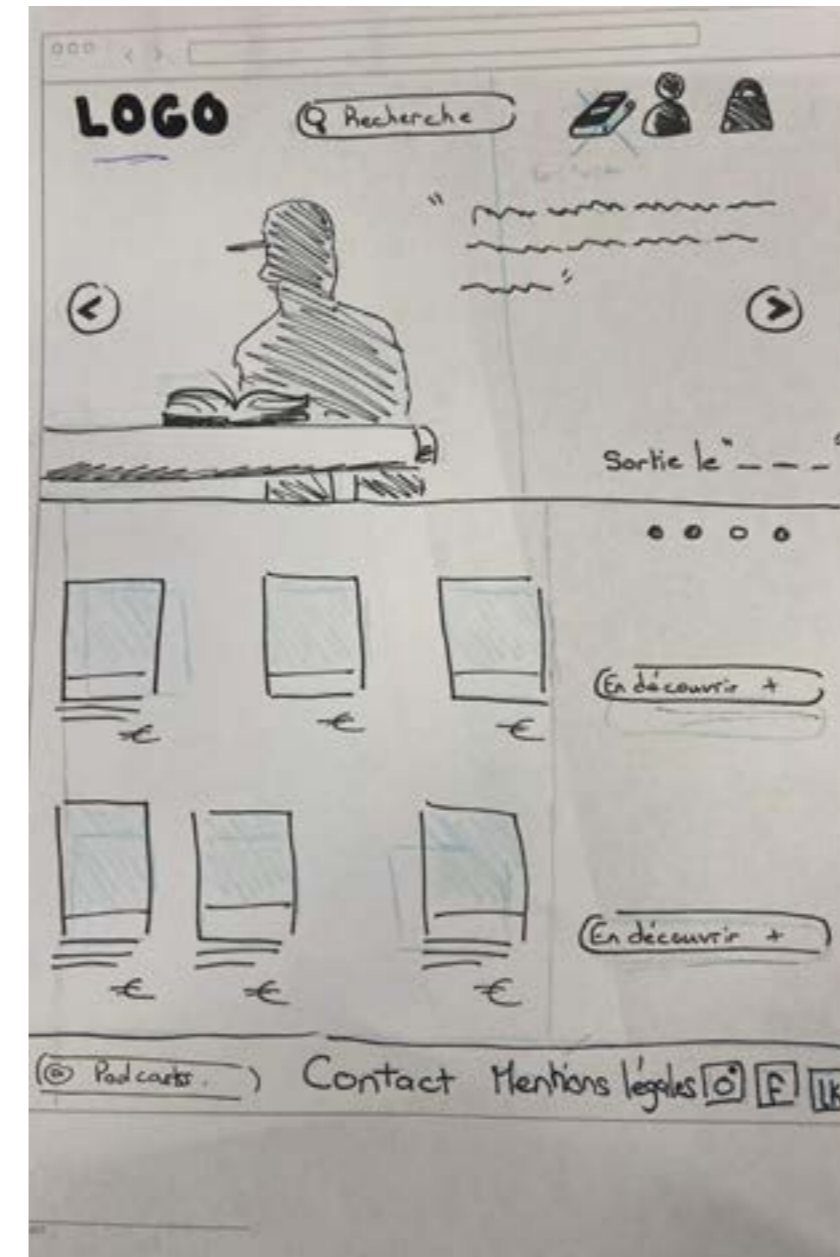 LOGO
Recherche
Sortie le "_ _ _"
€ € €
En découvrir +
En découvrir +
€ € €
@ Podcasts.
Contact
Mentions légales
F